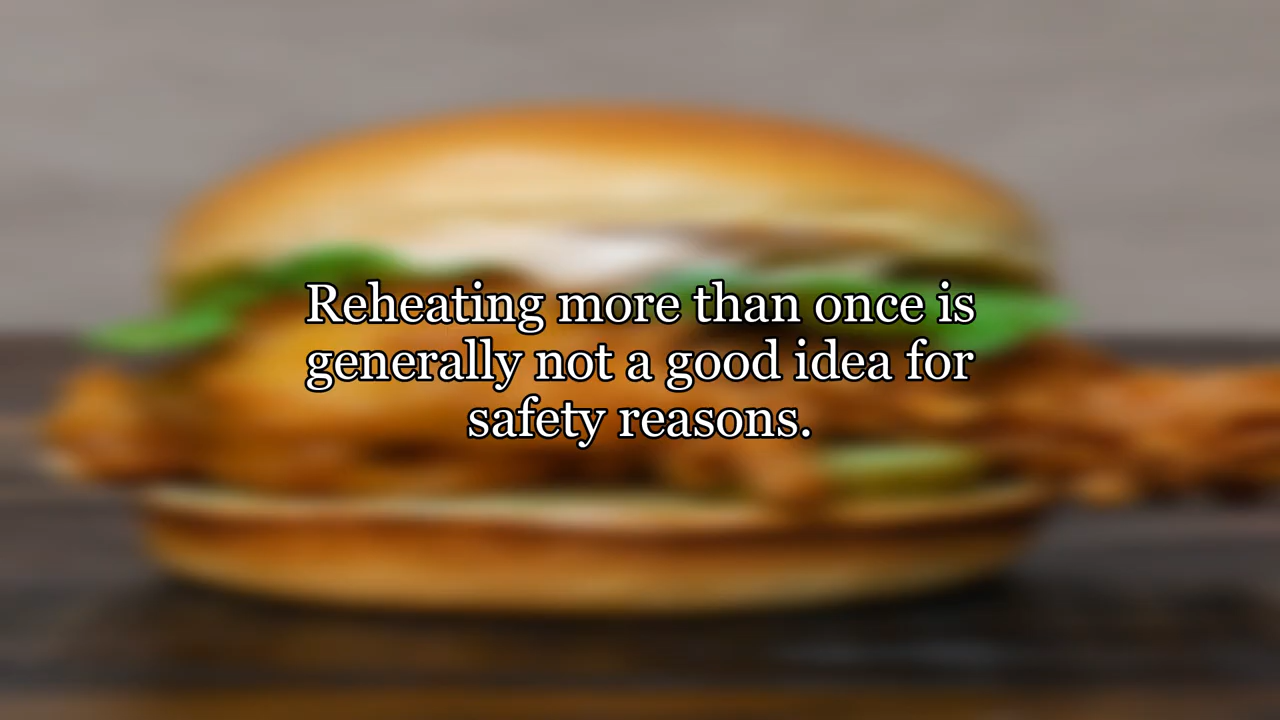 Reheating more than once is
generally not a good idea for
safety reasons.